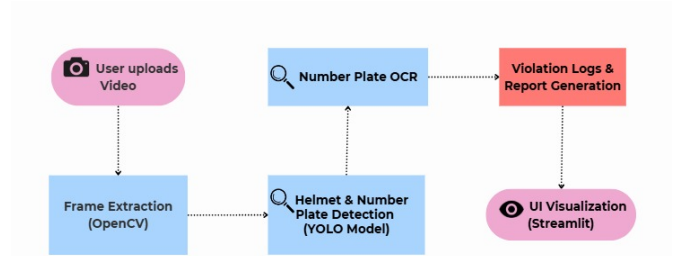 User uploads
Video
Frame Extraction
(OpenCV)
Helmet & Number
Plate Detection
(YOLO Model)
Number Plate OCR
Violation Logs &
Report Generation
UI Visualization
(Streamlit)